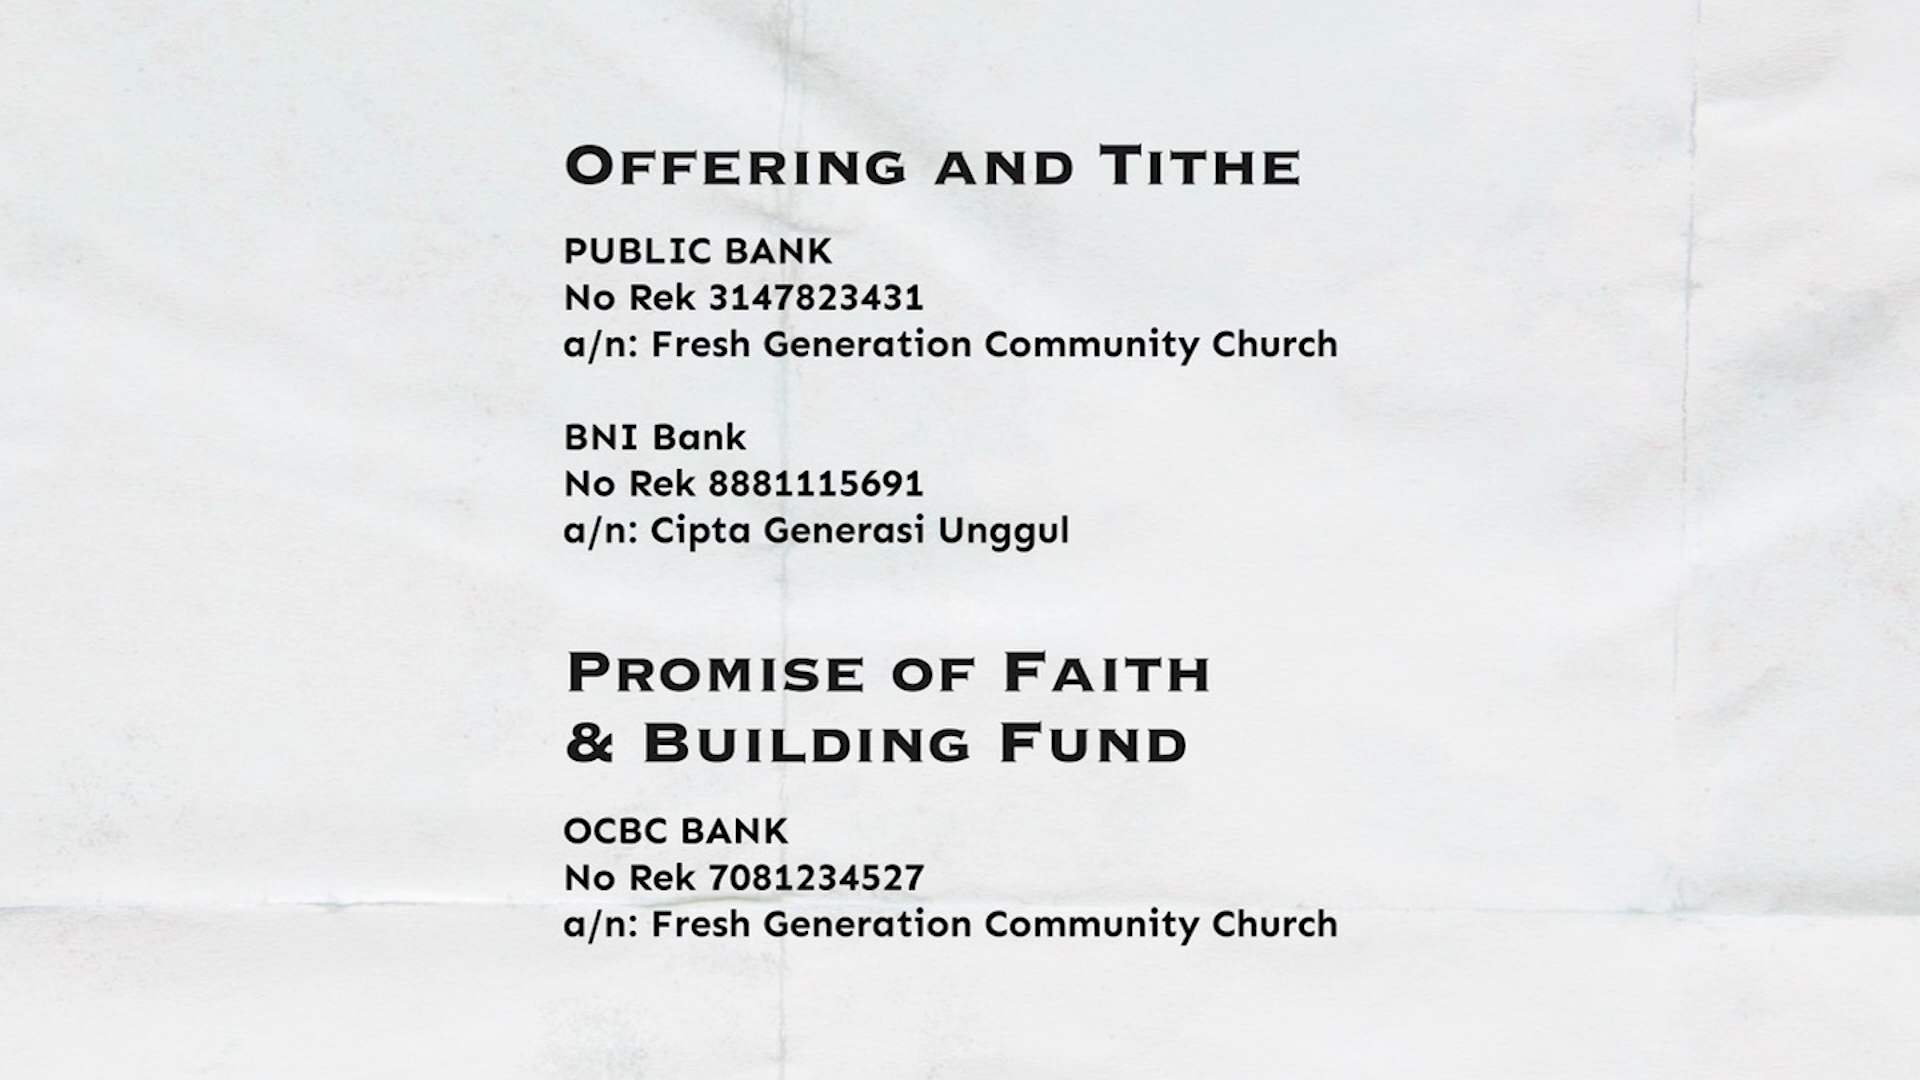 OFFERING AND TITHE
PUBLIC BANK
No Rek 3147823431
a/n: Fresh Generation Community Church
BNI Bank
No Rek 8881115691
a/n: Cipta Generasi Unggul
PROMISE OF FAITH
& BUILDING FUND
OCBC BANK
No Rek 7081234527
a/n: Fresh Generation Community Church